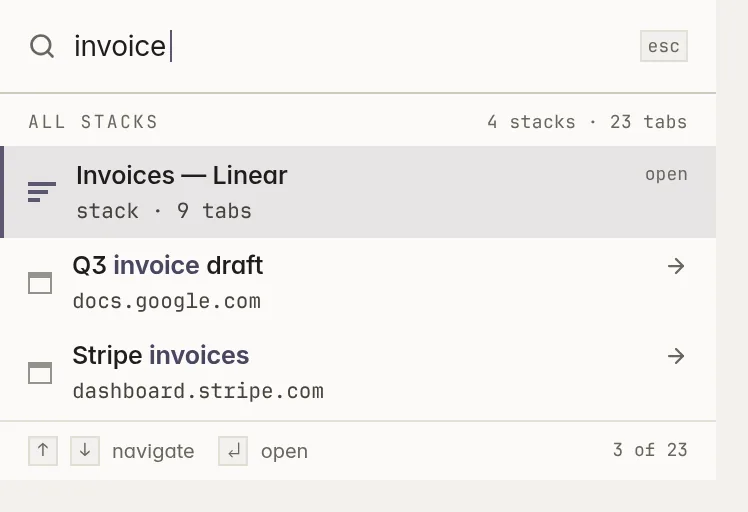 invoice esc
ALL STACKS 4 stacks · 23 tabs
Invoices — Linear open
stack · 9 tabs
Q3 invoice draft →
docs.google.com
Stripe invoices →
dashboard.stripe.com
↑ ↓ navigate ↵ open 3 of 23